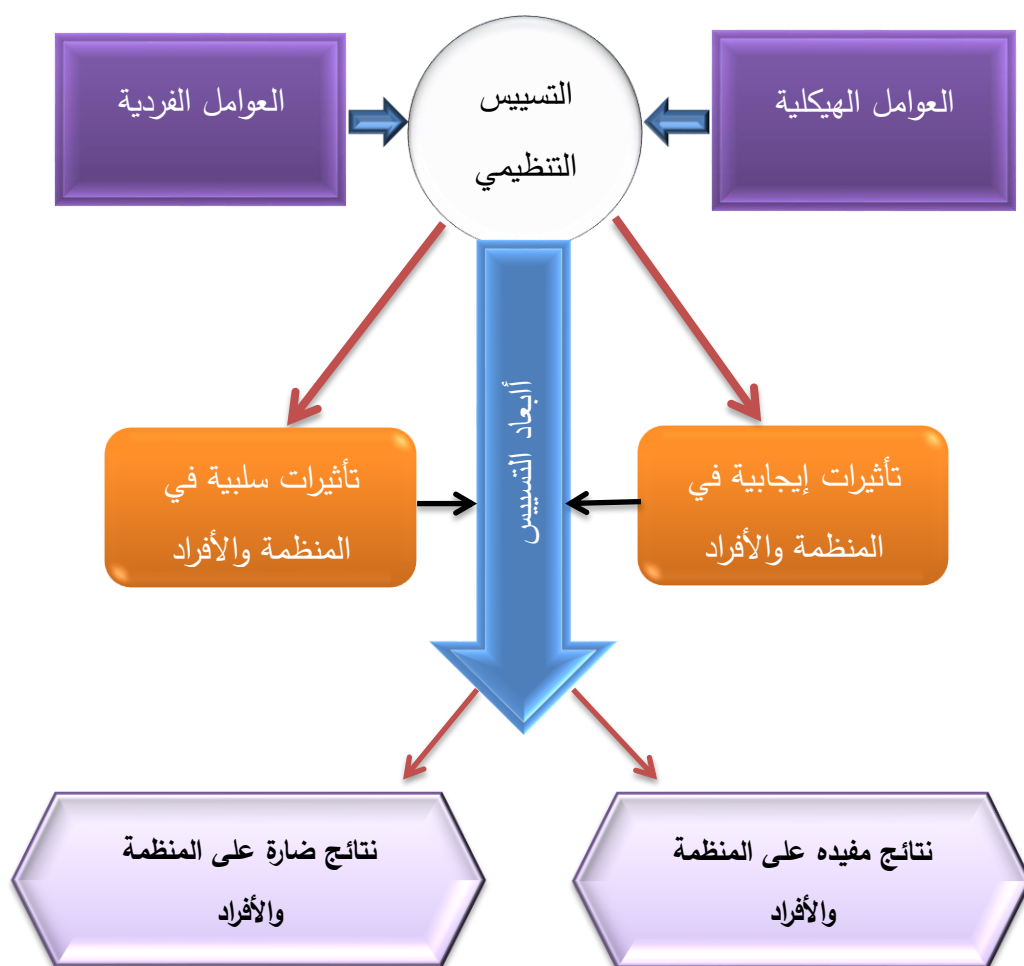 العوامل الهيكلية
التسييس
التنظيمي
العوامل الفردية
أابعاد التسييس
تأثيرات إيجابية في
المنظمة والأفراد
تأثيرات سلبية في
المنظمة والأفراد
نتائج مفيده على المنظمة
والأفراد
نتائج ضارة على المنظمة
والأفراد